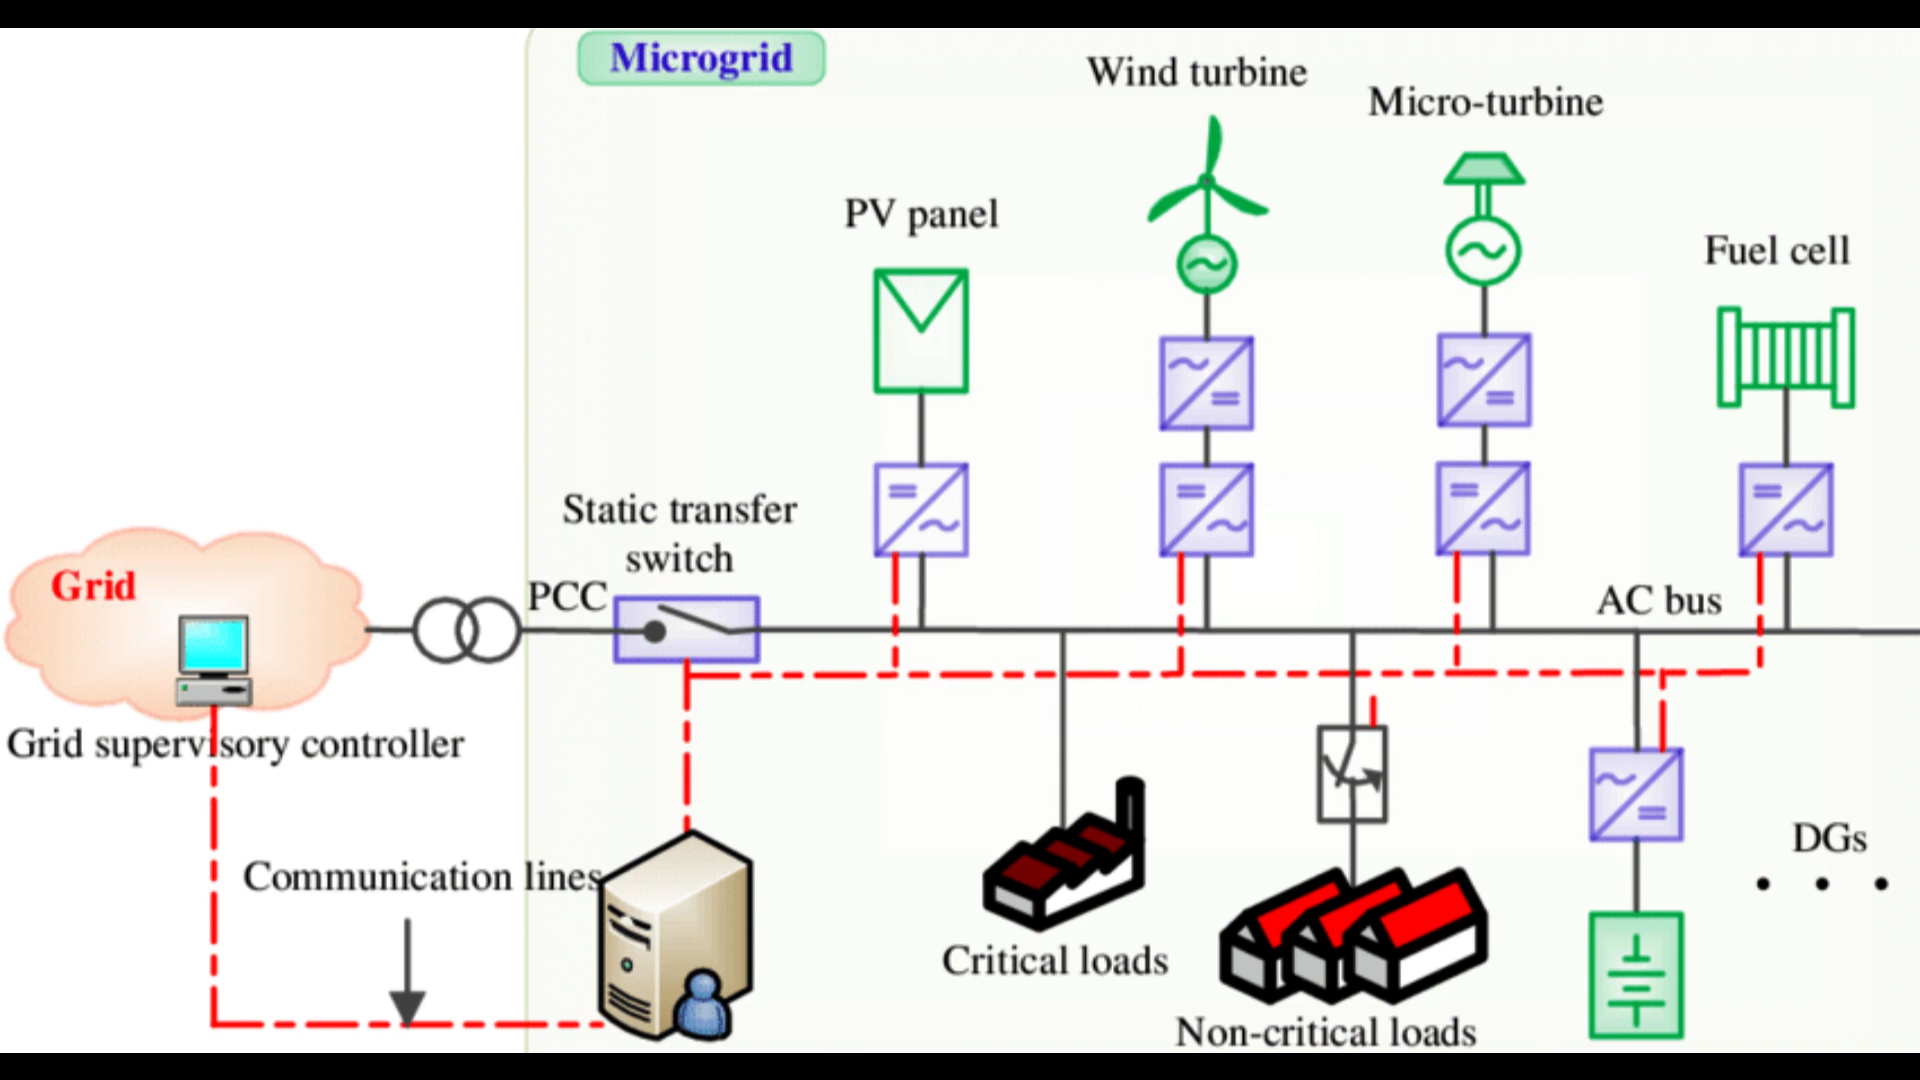 Microgrid
Wind turbine
Micro-turbine
PV panel
Fuel cell
Static transfer
switch
Grid
PCC
AC bus
Grid supervisory controller
Communication lines
DGs
Critical loads
Non-critical loads